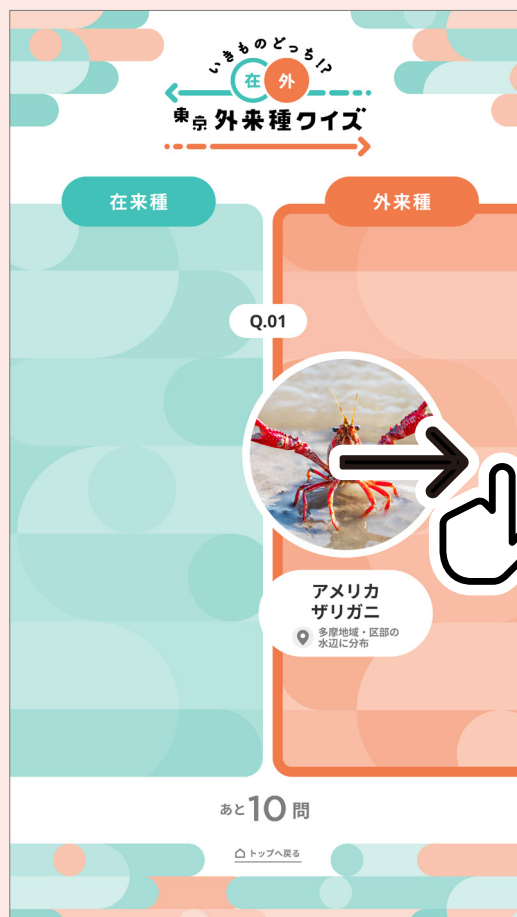 いきものどっち!?
在 外
東京外来種クイズ
在来種
外来種
Q.01
アメリカ
ザリガニ
多摩地域・区部の
水辺に分布
あと10問
トップへ戻る